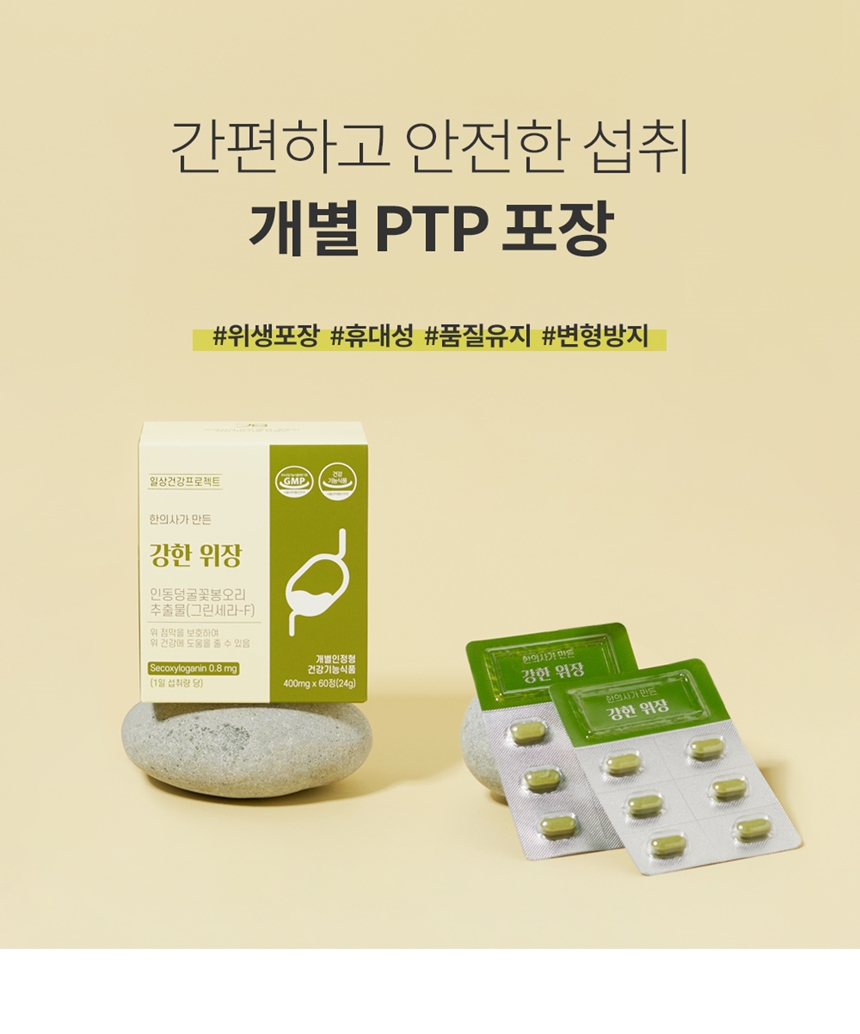 간편하고 안전한 섭취
개별 PTP 포장
#위생포장 #휴대성 #품질유지 #변형방지
일상건강프로젝트
GMP
건강
기능식품
한의사가 만든
강한 위장
인동덩굴꽃봉오리
추출물(그린세라-F)
위 점막을 보호하여
위 건강에 도움을 줄 수 있음
Secoxyloganin 0.8 mg
(1일 섭취량 당)
개별인정형
건강기능식품
400mg x 60정(24g)
한의사가 만든
강한 위장
한의사가 만든
강한 위장